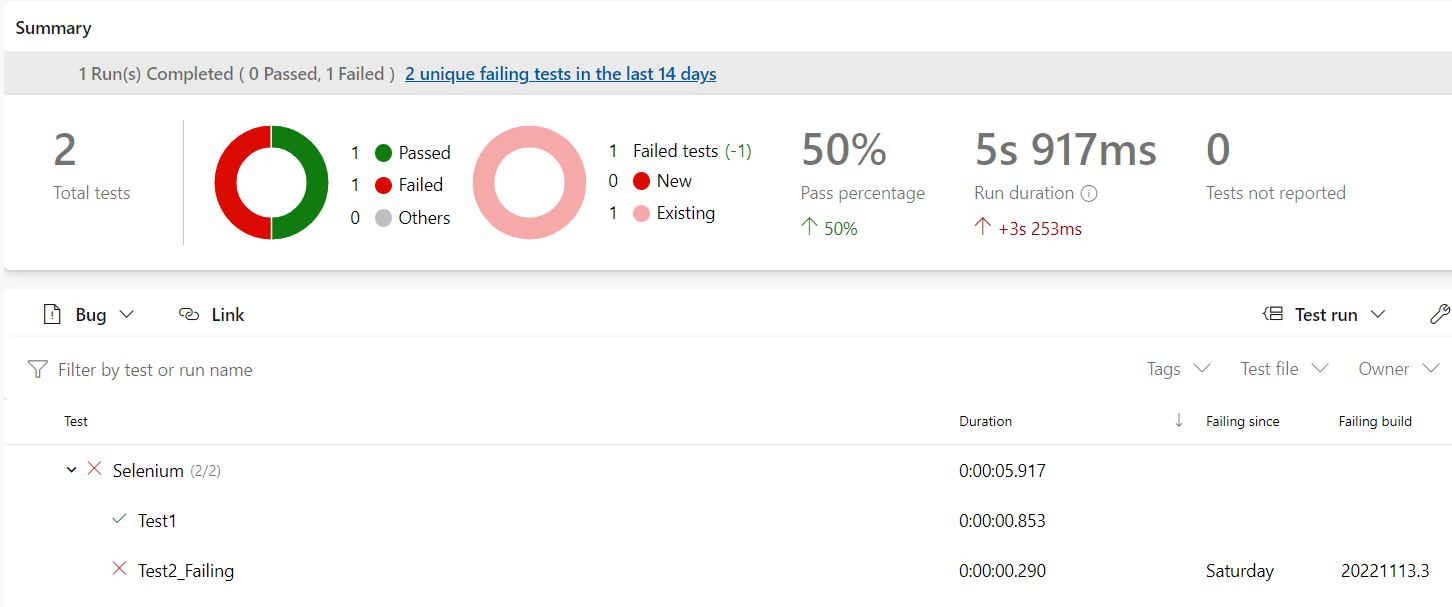 Summary
1 Run(s) Completed ( 0 Passed, 1 Failed ) 2 unique failing tests in the last 14 days
2
Total tests
1 Passed
1 Failed
0 Others
1 Failed tests (-1)
0 New
1 Existing
50%
Pass percentage
50%
5s 917ms
Run duration
+3s 253ms
0
Tests not reported
Bug
Link
Test run
Filter by test or run name
Tags
Test file
Owner
Test Duration Failing since Failing build
Selenium (2/2) 0:00:05.917
Test1 0:00:00.853
Test2_Failing 0:00:00.290 Saturday 20221113.3